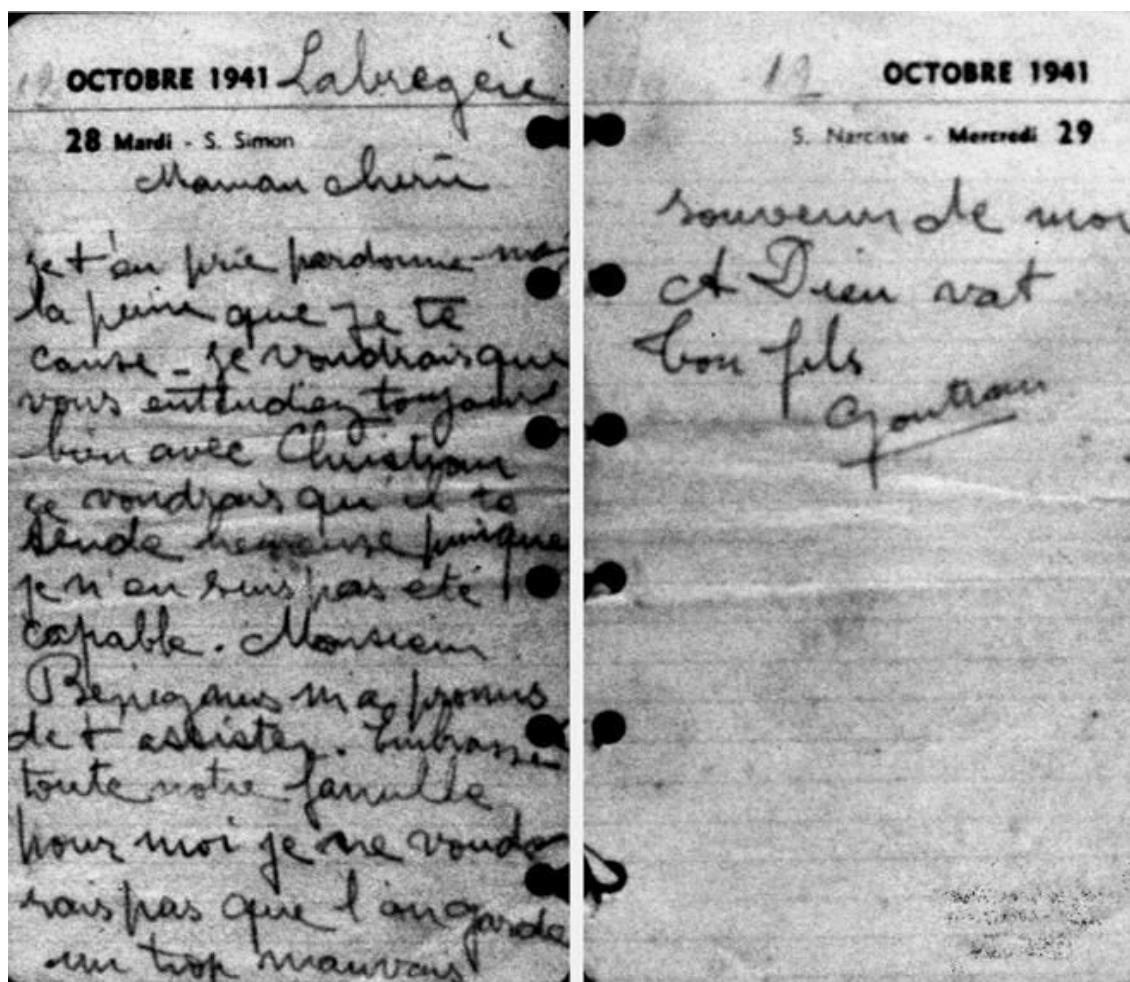 12 OCTOBRE 1941 Labregère
28 Mardi - S. Simon
Maman chérie
je t'en prie pardonne-moi
la peine que je te
cause - je voudrais que
vous entendiez toujours
bien avec Christian
je voudrais qu'il te
rende heureuse puisque
je n'en suis pas été
capable. Monsieur
m'a promis
de t'assister. Embrasse
toute notre famille
pour moi je ne voud
rais pas que l'on garde
un trop mauvais
12 OCTOBRE 1941
S. Narcisse - Mercredi 29
souvenir de moi
A Dieu vat
ton fils
Gontran